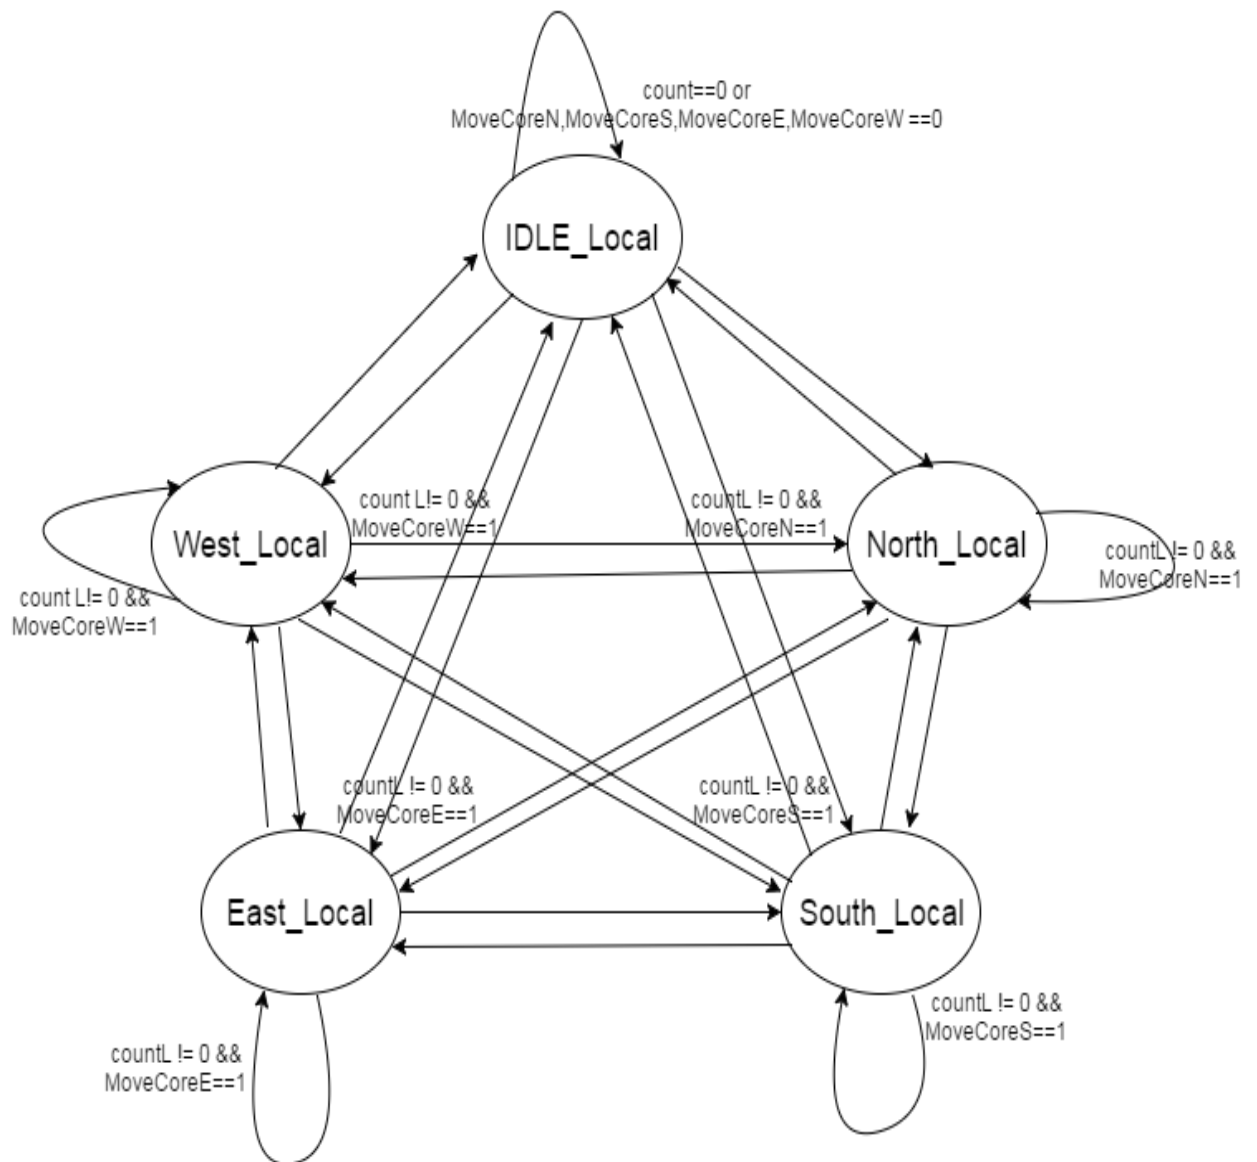 count==0 or
MoveCoreN,MoveCoreS,MoveCoreE,MoveCoreW ==0
IDLE_Local
count L!= 0 &&
MoveCoreW==1
countL != 0 &&
MoveCoreN==1
West_Local
North_Local
countL != 0 &&
MoveCoreN==1
count L!= 0 &&
MoveCoreW==1
countL != 0 &&
MoveCoreE==1
countL != 0 &&
MoveCoreS==1
East_Local
South_Local
countL != 0 &&
MoveCoreS==1
countL != 0 &&
MoveCoreE==1